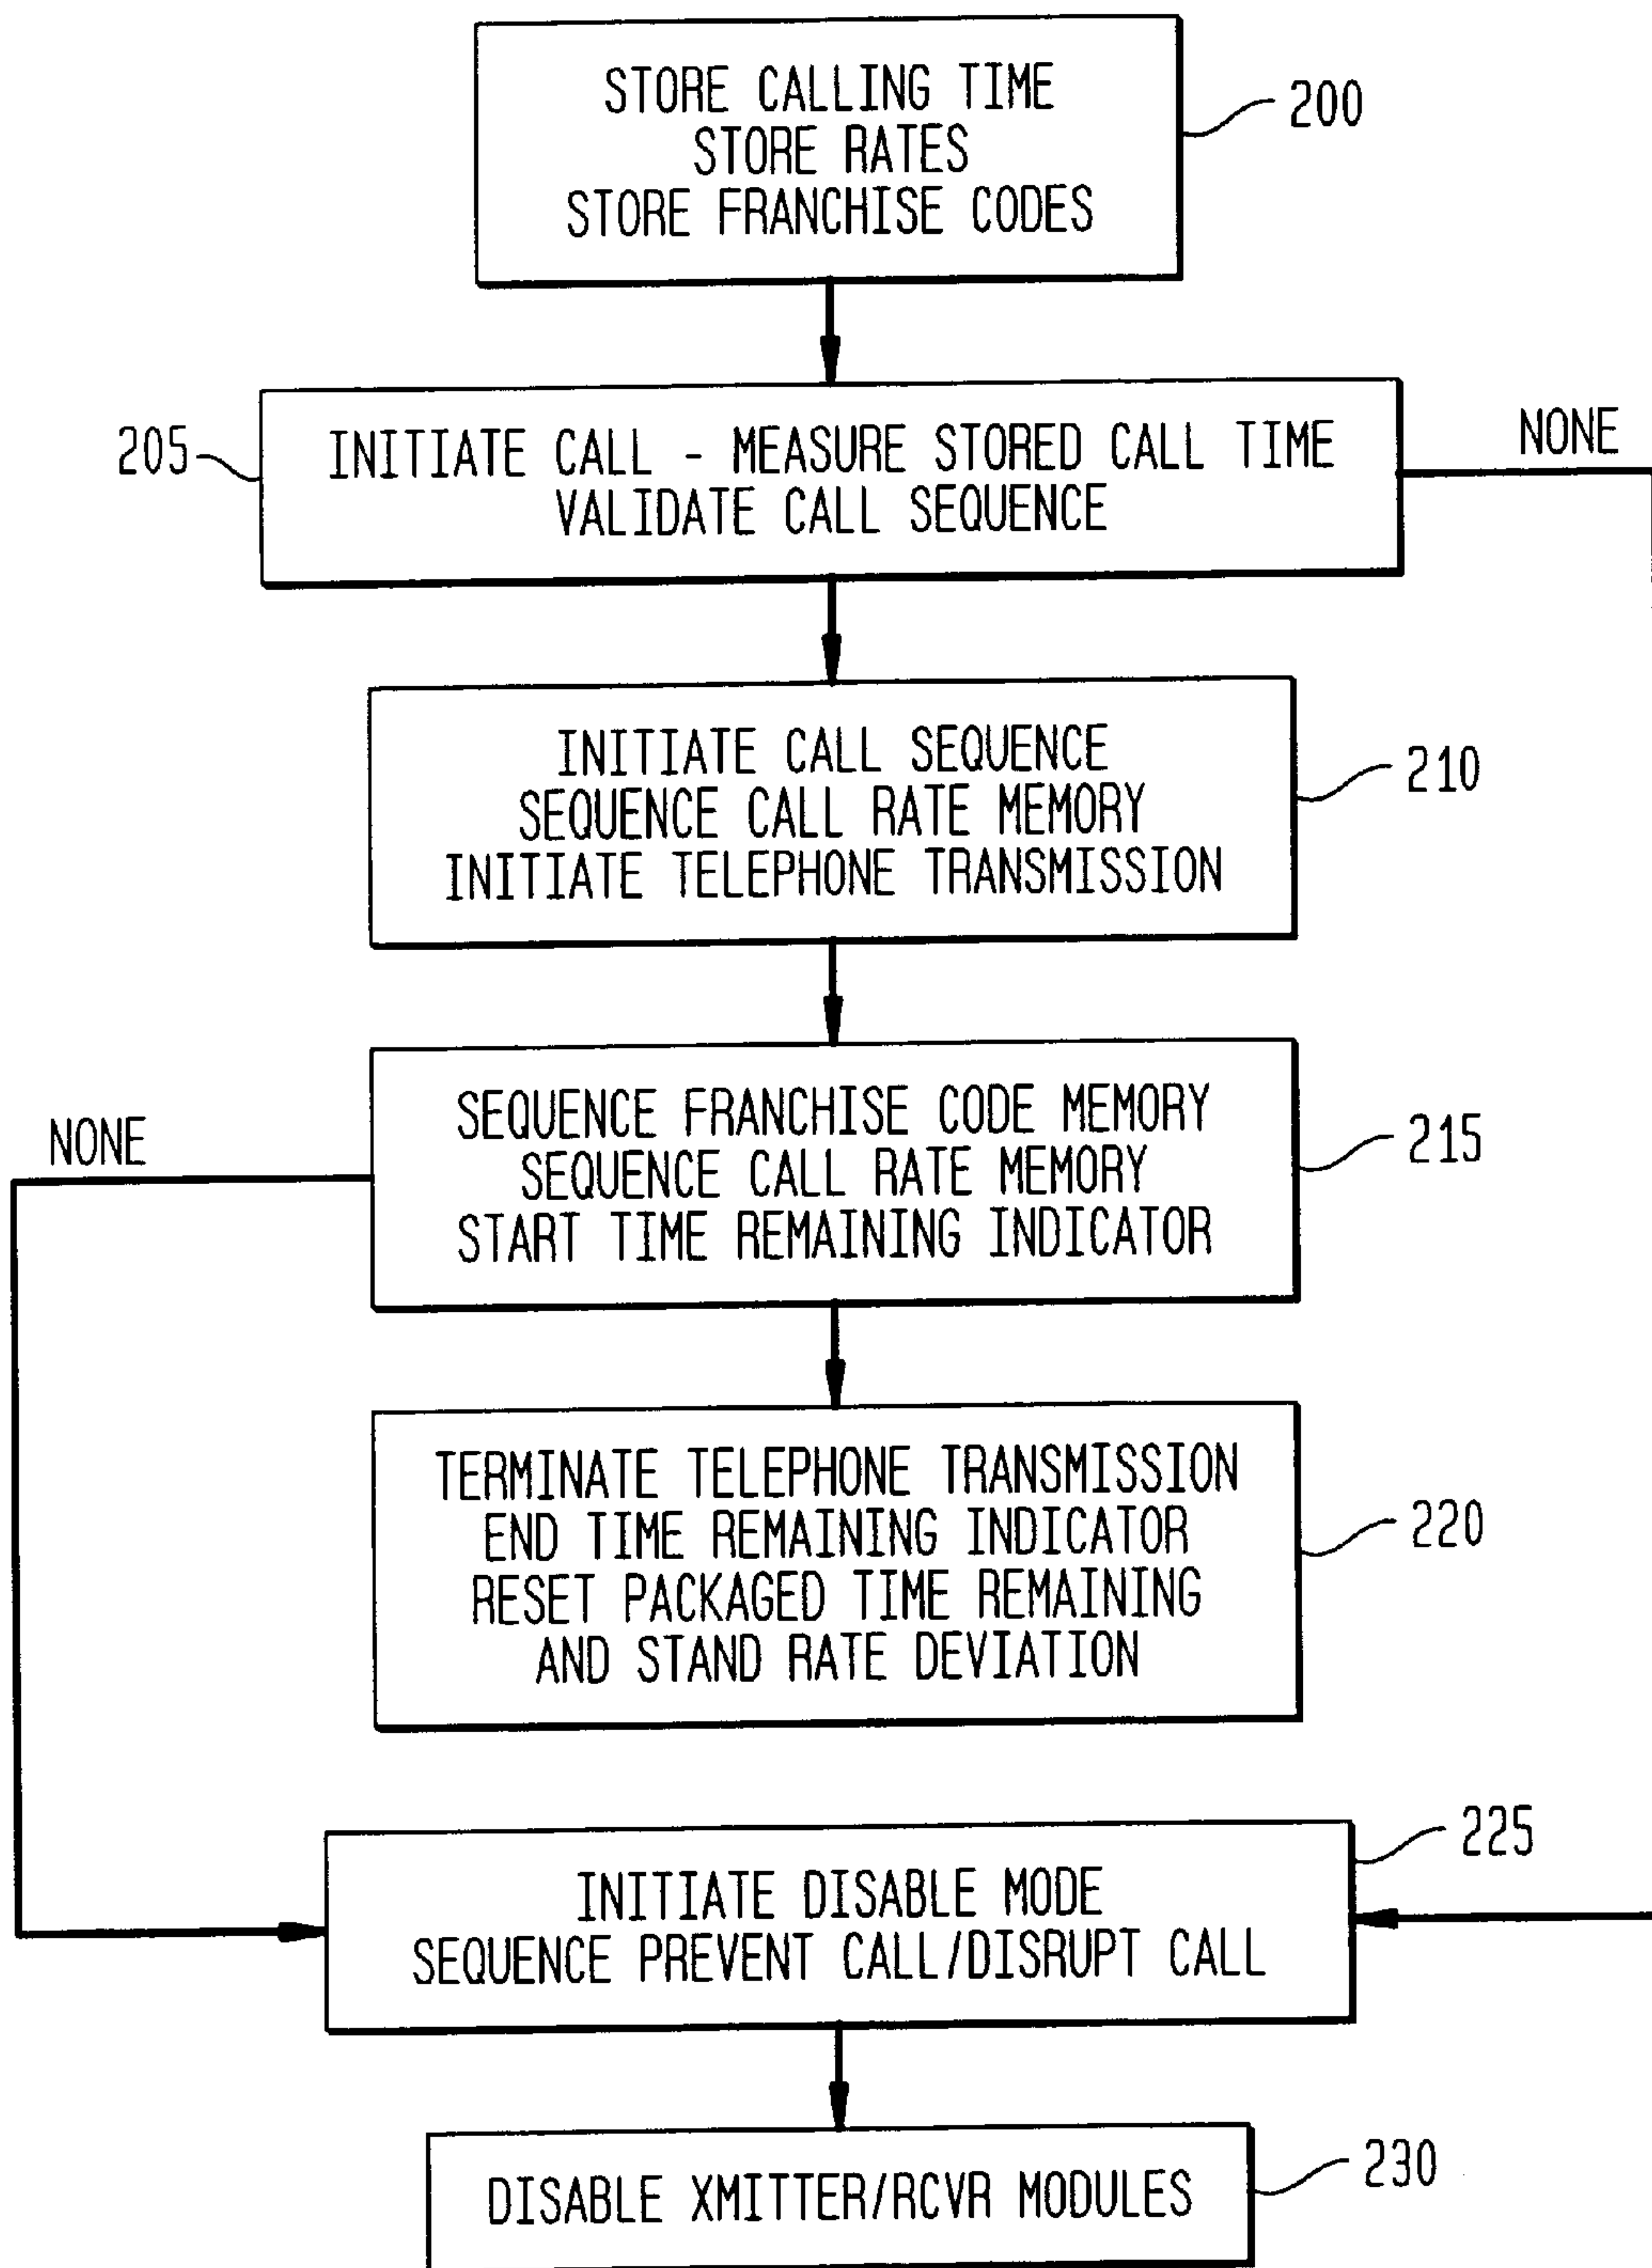 STORE CALLING TIME
STORE RATES
STORE FRANCHISE CODES
200
205
INITIATE CALL - MEASURE STORED CALL TIME
VALIDATE CALL SEQUENCE
NONE
INITIATE CALL SEQUENCE
SEQUENCE CALL RATE MEMORY
INITIATE TELEPHONE TRANSMISSION
210
NONE
SEQUENCE FRANCHISE CODE MEMORY
SEQUENCE CALL RATE MEMORY
START TIME REMAINING INDICATOR
215
TERMINATE TELEPHONE TRANSMISSION
END TIME REMAINING INDICATOR
RESET PACKAGED TIME REMAINING
AND STAND RATE DEVIATION
220
225
INITIATE DISABLE MODE
SEQUENCE PREVENT CALL/DISRUPT CALL
DISABLE XMITTER/RCVR MODULES
230